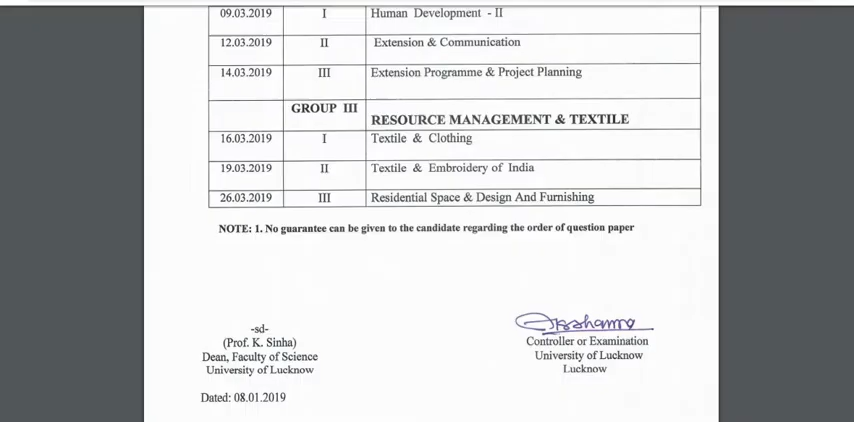 09.03.2019 I Human Development - II
12.03.2019 II Extension & Communication
14.03.2019 III Extension Programme & Project Planning
GROUP III RESOURCE MANAGEMENT & TEXTILE
16.03.2019 I Textile & Clothing
19.03.2019 II Textile & Embroidery of India
26.03.2019 III Residential Space & Design And Furnishing
NOTE: 1. No guarantee can be given to the candidate regarding the order of question paper
-sd-
(Prof. K. Sinha)
Dean, Faculty of Science
University of Lucknow
Controller or Examination
University of Lucknow
Lucknow
Dated: 08.01.2019